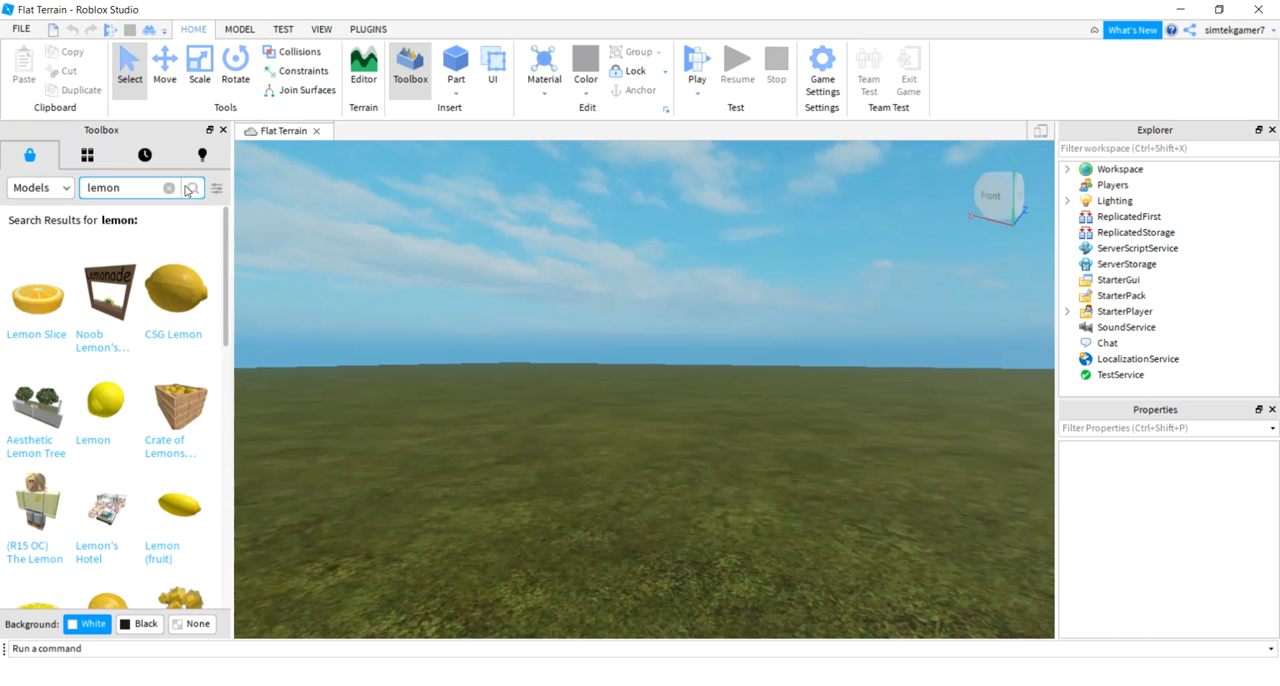 Flat Terrain - Roblox Studio
FILE HOME MODEL TEST VIEW PLUGINS What's New simtekgamer7
Paste Copy Cut Duplicate Select Move Scale Rotate Collisions Constraints Join Surfaces Editor Toolbox Part UI Material Color Group Lock Anchor Play Resume Stop Game Settings Team Test Exit Game
Clipboard Tools Terrain Insert Edit Test Settings Team Test
Toolbox
Flat Terrain
Explorer
Filter workspace (Ctrl+Shift+X)
Models lemon
Search Results for lemon:
Lemon Slice
Noob Lemon's...
CSG Lemon
Aesthetic Lemon Tree
Lemon
Crate of Lemons...
(R15 OC) The Lemon
Lemon's Hotel
Lemon (fruit)
Background: White Black None
Front
X
Z
Workspace
Players
Lighting
ReplicatedFirst
ReplicatedStorage
ServerScriptService
ServerStorage
StarterGui
StarterPack
StarterPlayer
SoundService
Chat
LocalizationService
TestService
Properties
Filter Properties (Ctrl+Shift+P)
Run a command